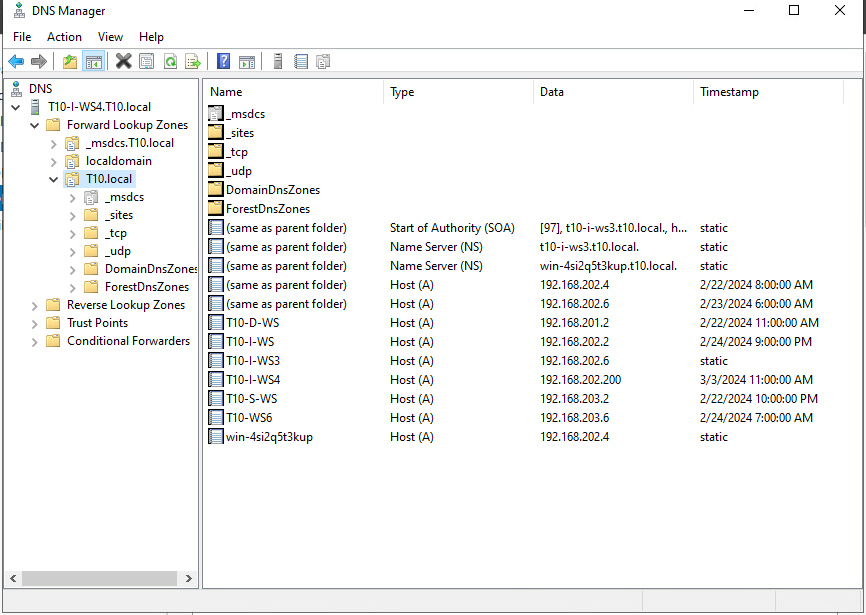 DNS Manager
File Action View Help
DNS
T10-I-WS4.T10.local
Forward Lookup Zones
_msdcs.T10.local
localdomain
T10.local
_msdcs
_sites
_tcp
_udp
DomainDnsZones
ForestDnsZones
Reverse Lookup Zones
Trust Points
Conditional Forwarders
Name Type Data Timestamp
_msdcs
_sites
_tcp
_udp
DomainDnsZones
ForestDnsZones
(same as parent folder) Start of Authority (SOA) [97], t10-i-ws3.t10.local., h... static
(same as parent folder) Name Server (NS) t10-i-ws3.t10.local. static
(same as parent folder) Name Server (NS) win-4si2q5t3kup.t10.local. static
(same as parent folder) Host (A) 192.168.202.4 2/22/2024 8:00:00 AM
(same as parent folder) Host (A) 192.168.202.6 2/23/2024 6:00:00 AM
T10-D-WS Host (A) 192.168.201.2 2/22/2024 11:00:00 AM
T10-I-WS Host (A) 192.168.202.2 2/24/2024 9:00:00 PM
T10-I-WS3 Host (A) 192.168.202.6 static
T10-I-WS4 Host (A) 192.168.202.200 3/3/2024 11:00:00 AM
T10-S-WS Host (A) 192.168.203.2 2/22/2024 10:00:00 PM
T10-WS6 Host (A) 192.168.203.6 2/24/2024 7:00:00 AM
win-4si2q5t3kup Host (A) 192.168.202.4 static